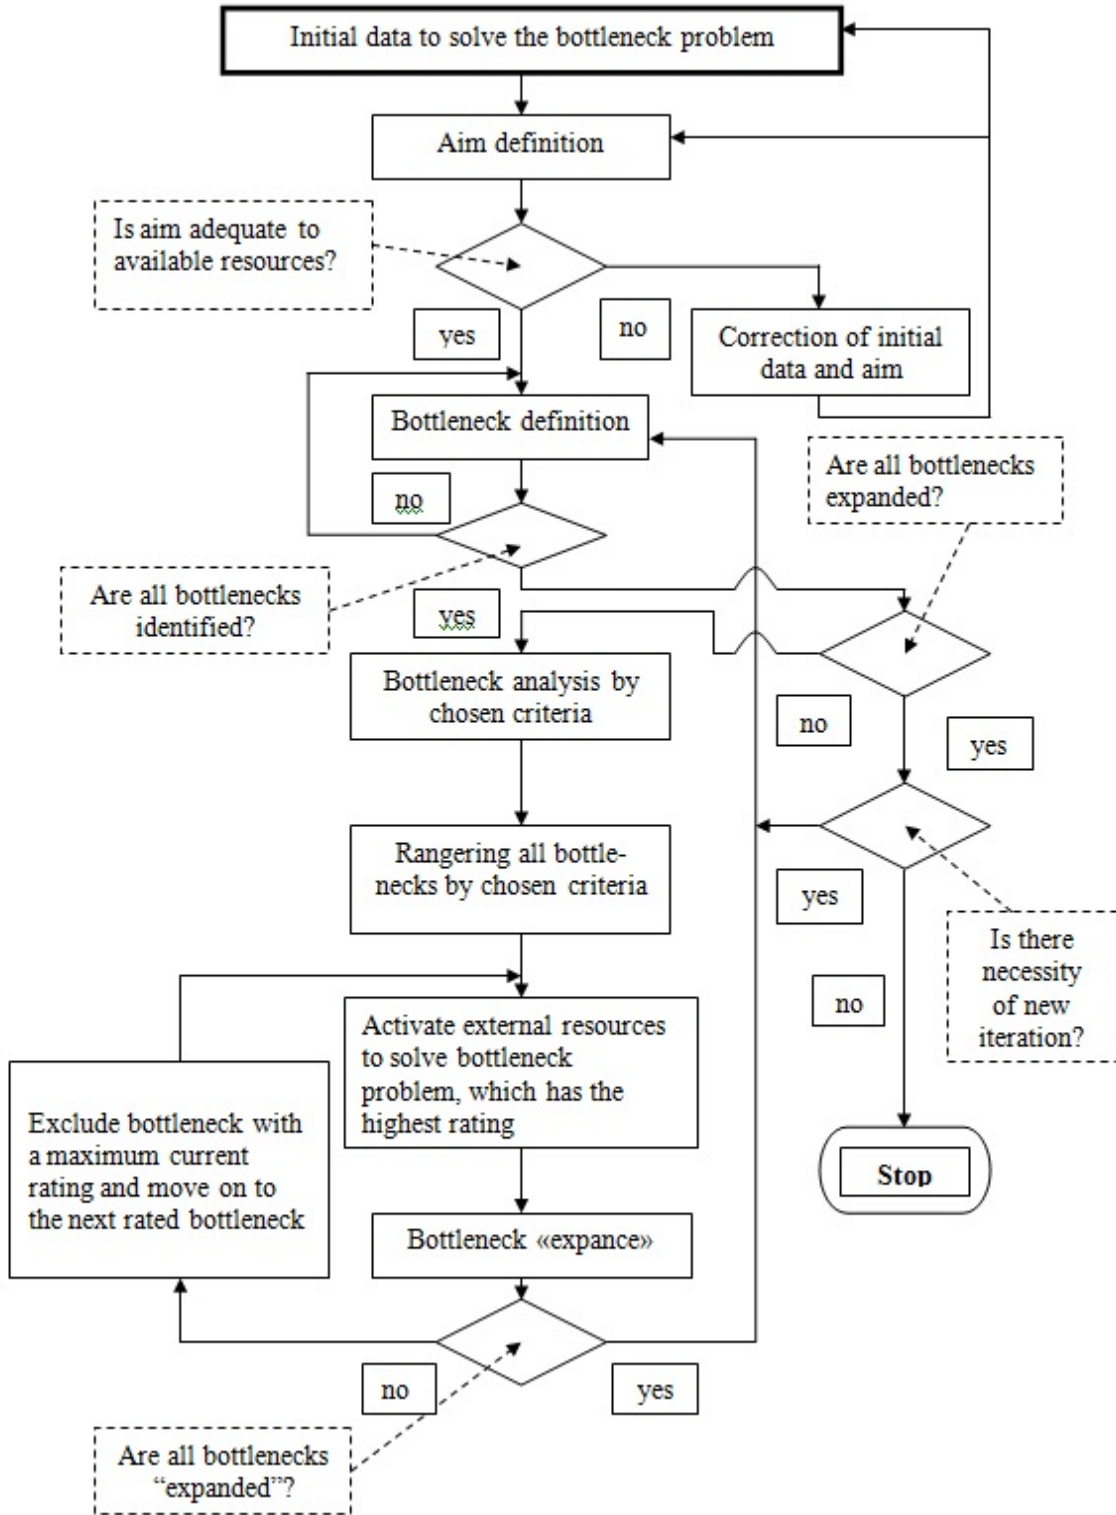 Initial data to solve the bottleneck problem
Aim definition
Is aim adequate to
available resources?
yes
no
Correction of initial
data and aim
Bottleneck definition
no
Are all bottlenecks
expanded?
Are all bottlenecks
identified?
yes
Bottleneck analysis by
chosen criteria
no
yes
Rangering all bottle-
necks by chosen criteria
yes
Is there
necessity
of new
iteration?
no
Activate external resources
to solve bottleneck
problem, which has the
highest rating
Exclude bottleneck with
a maximum current
rating and move on to
the next rated bottleneck
Stop
Bottleneck «expance»
no
yes
Are all bottlenecks
“expanded”?